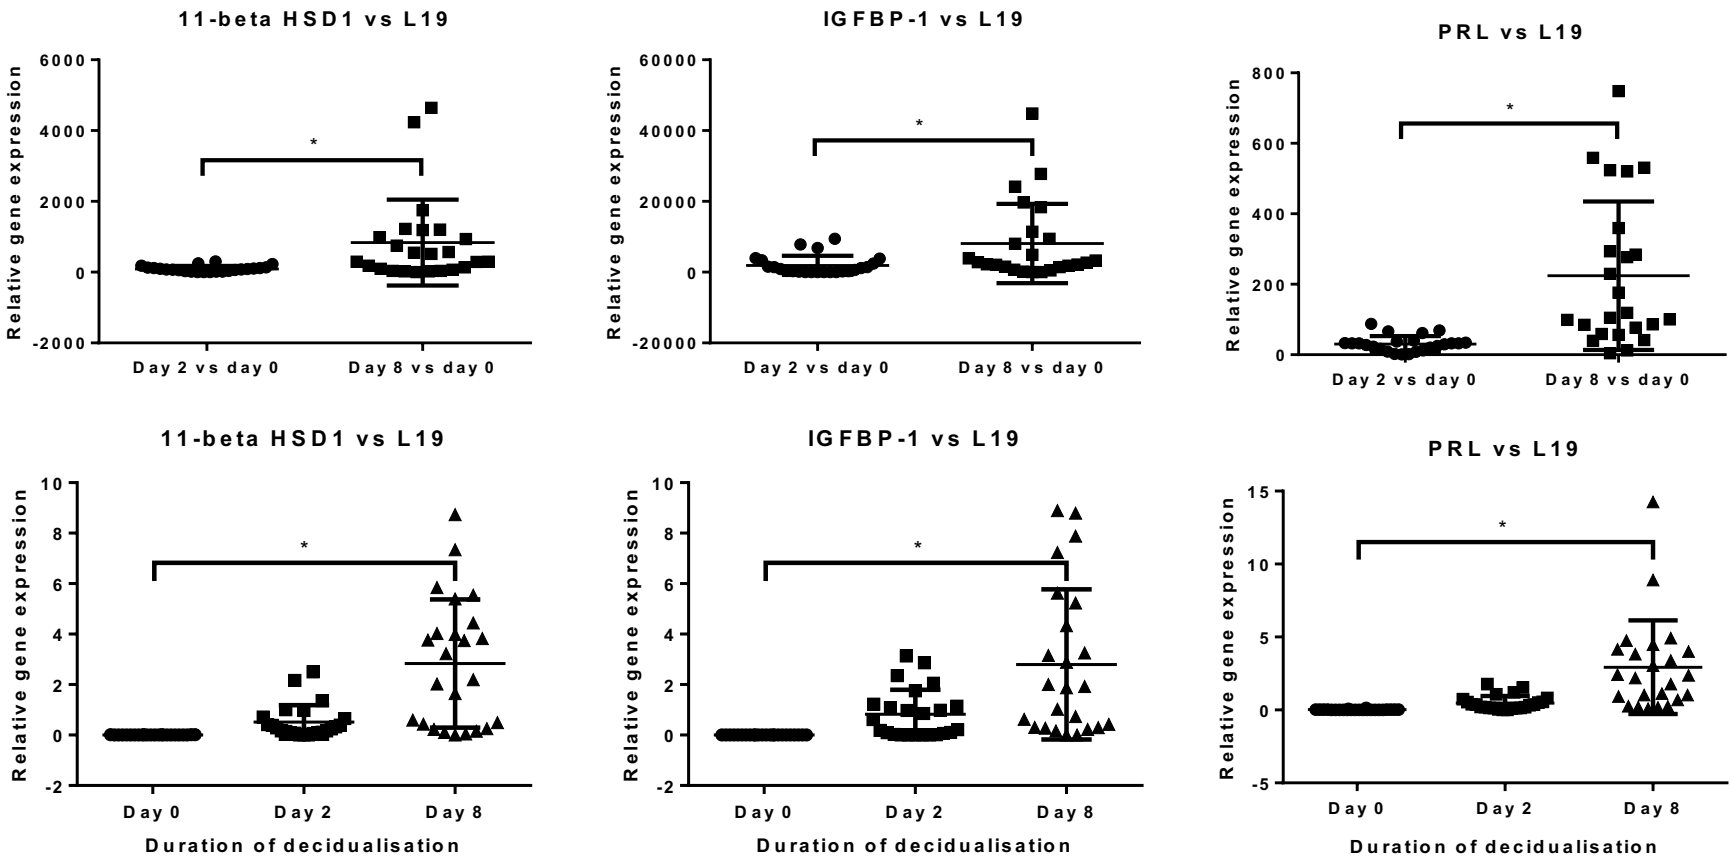 11-beta HSD1 vs L19
Relative gene expression
6000
4000
2000
0
-2000
*
Day 2 vs day 0
Day 8 vs day 0
IGFBP-1 vs L19
Relative gene expression
60000
40000
20000
0
-20000
*
Day 2 vs day 0
Day 8 vs day 0
PRL vs L19
Relative gene expression
800
600
400
200
0
*
Day 2 vs day 0
Day 8 vs day 0
11-beta HSD1 vs L19
Relative gene expression
10
8
6
4
2
0
-2
*
Day 0
Day 2
Day 8
Duration of decidualisation
IGFBP-1 vs L19
Relative gene expression
10
8
6
4
2
0
-2
*
Day 0
Day 2
Day 8
Duration of decidualisation
PRL vs L19
Relative gene expression
15
10
5
0
-5
*
Day 0
Day 2
Day 8
Duration of decidualisation